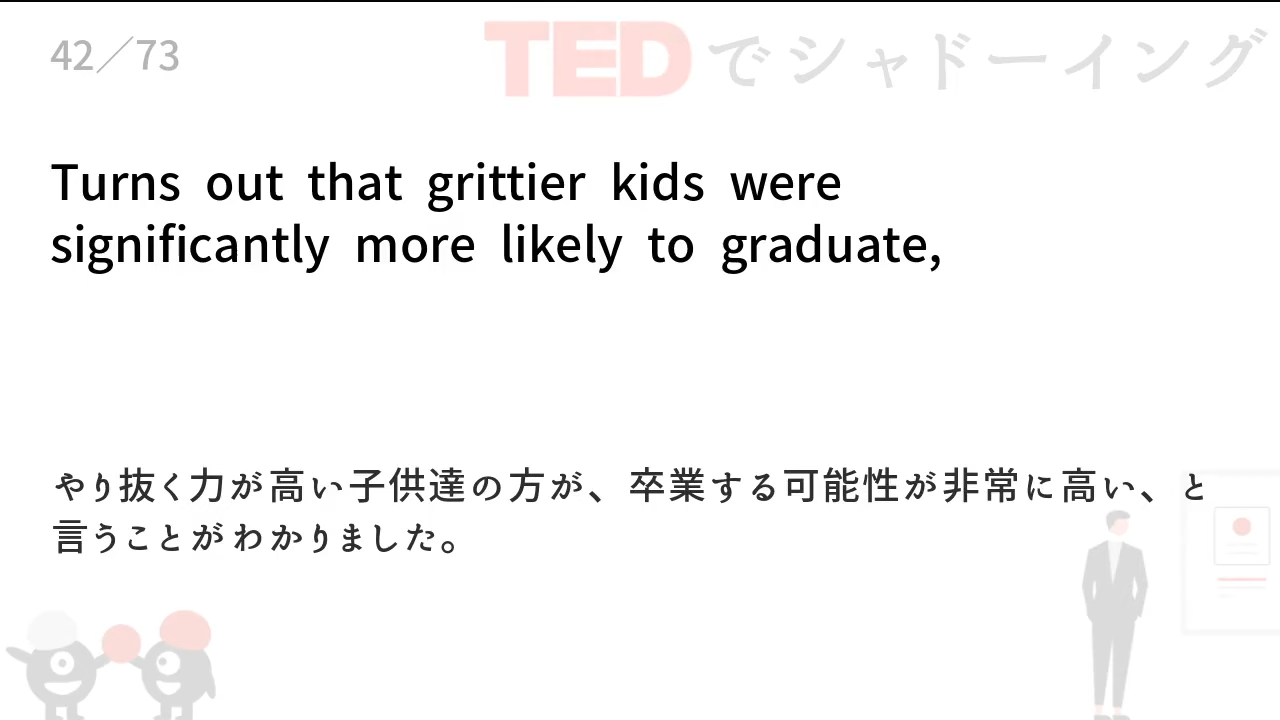 42／73
TEDでシャドーイング
Turns out that grittier kids were
significantly more likely to graduate,
やり抜く力が高い子供達の方が、卒業する可能性が非常に高い、と
言うことがわかりました。